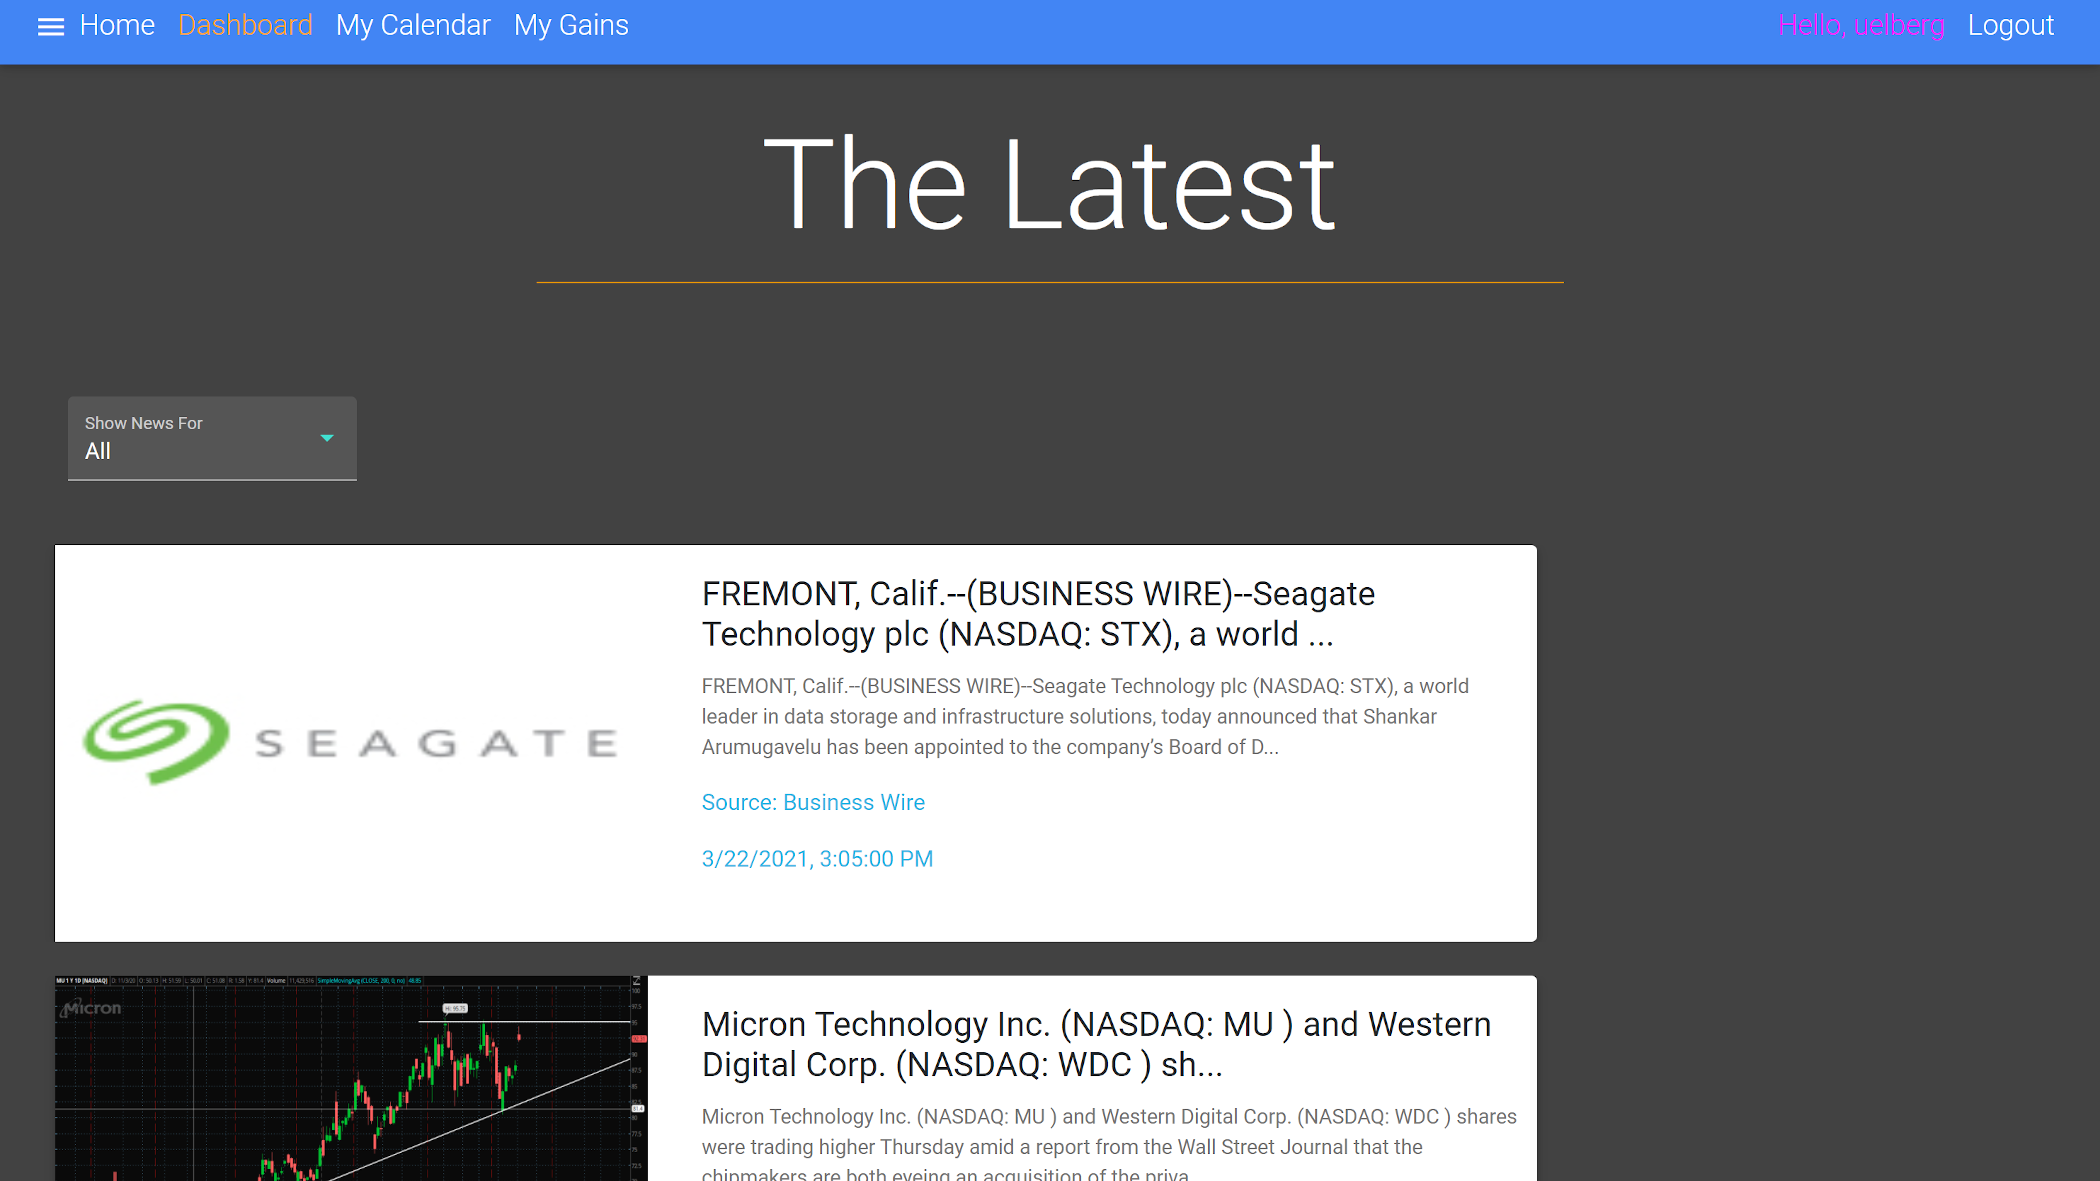 Home Dashboard My Calendar My Gains Hello, uelberg Logout
The Latest
Show News For
All
SEAGATE
FREMONT, Calif.--(BUSINESS WIRE)--Seagate
Technology plc (NASDAQ: STX), a world ...
FREMONT, Calif.--(BUSINESS WIRE)--Seagate Technology plc (NASDAQ: STX), a world
leader in data storage and infrastructure solutions, today announced that Shankar
Arumugavelu has been appointed to the company’s Board of D...
Source: Business Wire
3/22/2021, 3:05:00 PM
MU 1 Y 1D [NASDAQ]
Micron
Micron Technology Inc. (NASDAQ: MU ) and Western
Digital Corp. (NASDAQ: WDC ) sh...
Micron Technology Inc. (NASDAQ: MU ) and Western Digital Corp. (NASDAQ: WDC ) shares
were trading higher Thursday amid a report from the Wall Street Journal that the
chipmakers are both eyeing an acquisition of the priva